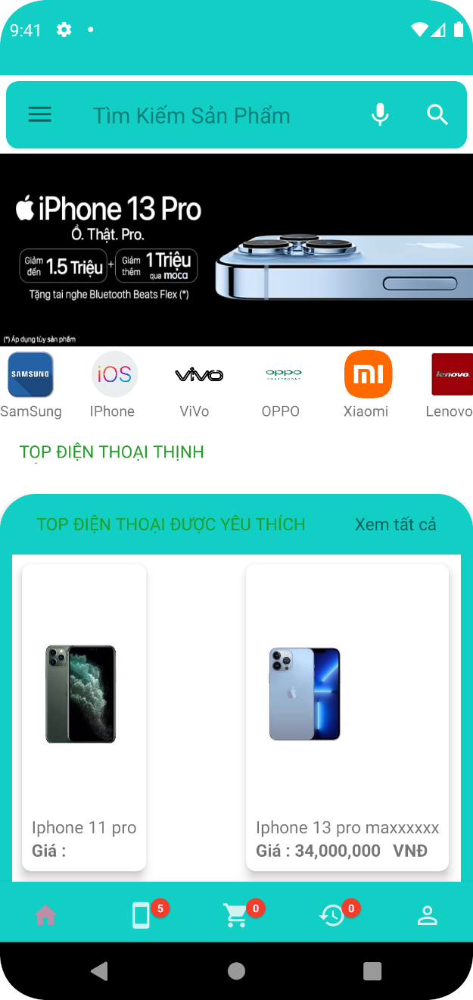 9:41
Tìm Kiếm Sản Phẩm
iPhone 13 Pro
Ồ. Thật. Pro.
Giảm đến 1.5 Triệu + Giảm thêm 1 Triệu qua moca
Tặng tai nghe Bluetooth Beats Flex (*)
(*) Áp dụng tùy sản phẩm
SAMSUNG iOS vivo oppo SMARTPHONE mi lenovo
SamSung IPhone ViVo OPPO Xiaomi Lenovo
TOP ĐIỆN THOẠI THỊNH
TOP ĐIỆN THOẠI ĐƯỢC YÊU THÍCH Xem tất cả
Iphone 11 pro
Giá :
Iphone 13 pro maxxxxxx
Giá : 34,000,000 VNĐ
5 0 0